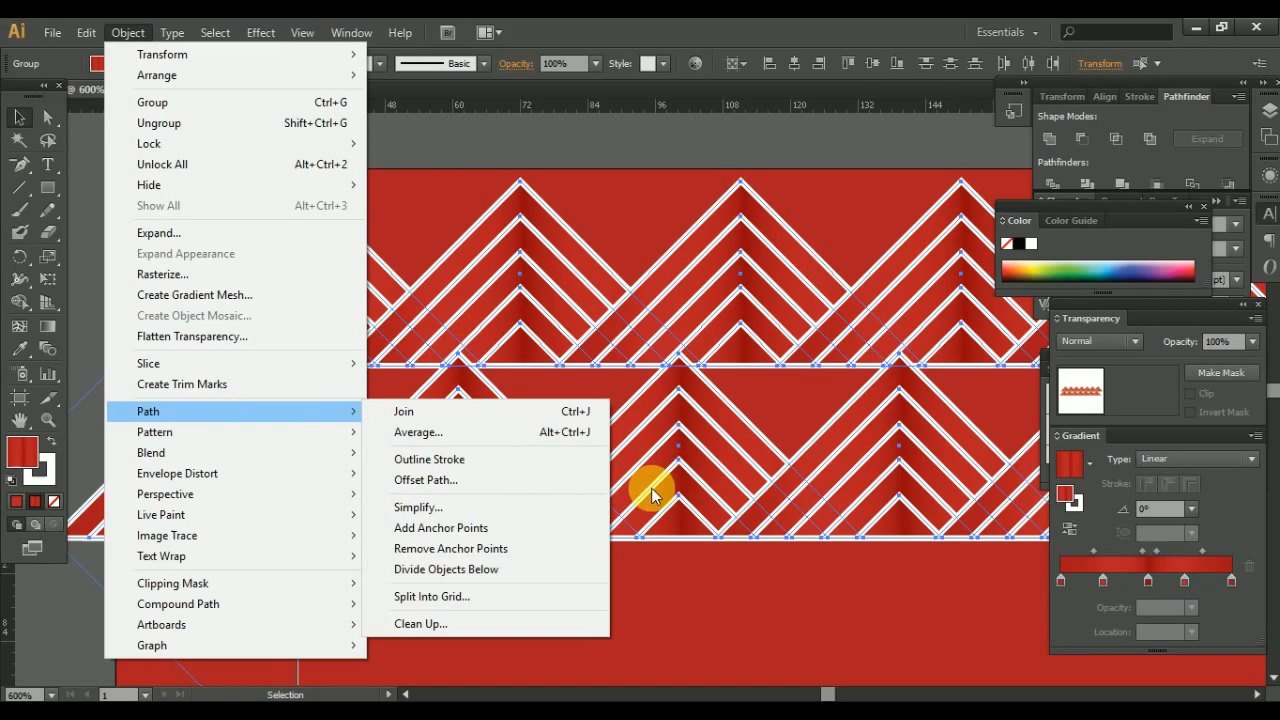 Ai File Edit Object Type Select Effect View Window Help Br Essentials
Group Basic Opacity: 100% Style: Transform
@ 600%
48 60 72 84 96 108 120 132 144
Transform
Arrange
Group Ctrl+G
Ungroup Shift+Ctrl+G
Lock
Unlock All Alt+Ctrl+2
Hide
Show All Alt+Ctrl+3
Expand...
Expand Appearance
Rasterize...
Create Gradient Mesh...
Create Object Mosaic...
Flatten Transparency...
Slice
Create Trim Marks
Path
Pattern
Blend
Envelope Distort
Perspective
Live Paint
Image Trace
Text Wrap
Clipping Mask
Compound Path
Artboards
Graph
Join Ctrl+J
Average... Alt+Ctrl+J
Outline Stroke
Offset Path...
Simplify...
Add Anchor Points
Remove Anchor Points
Divide Objects Below
Split Into Grid...
Clean Up...
Transform Align Stroke Pathfinder
Shape Modes:
Expand
Pathfinders:
Color Color Guide
pt]
Transparency
Normal Opacity: 100%
Make Mask
Clip
Invert Mask
Gradient
Type: Linear
Stroke:
0°
Opacity:
Location:
600% 1 Selection